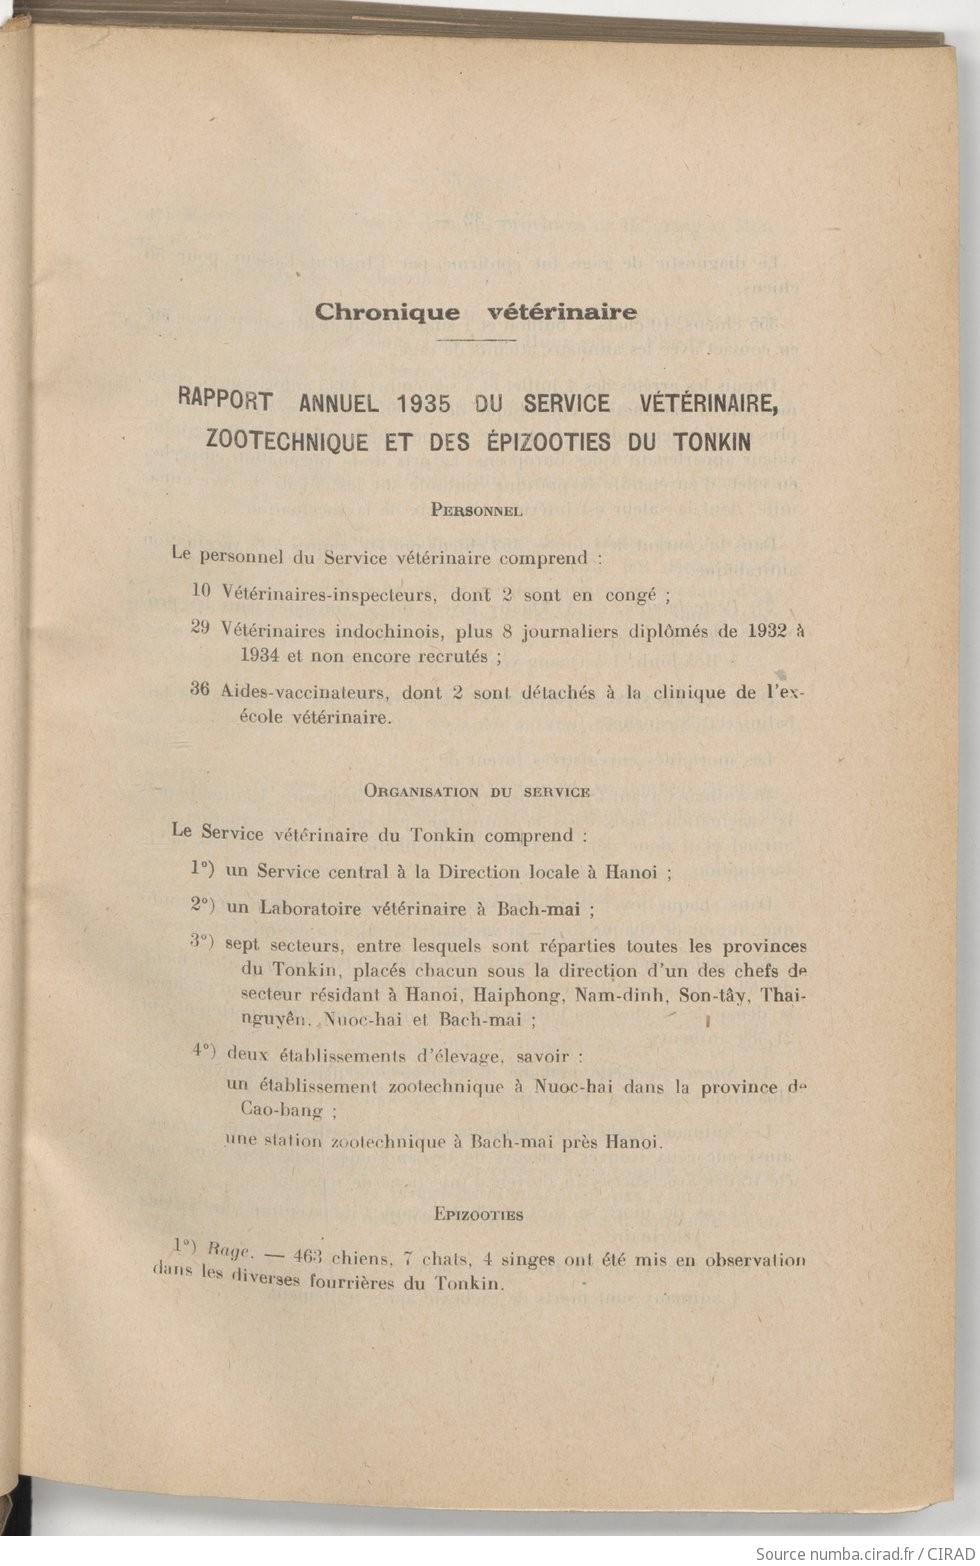 Chronique vétérinaire
RAPPORT ANNUEL 1935 DU SERVICE VÉTÉRINAIRE,
ZOOTECHNIQUE ET DES ÉPIZOOTIES DU TONKIN
PERSONNEL
Le personnel du Service vétérinaire comprend :
10 Vétérinaires-inspecteurs, dont 2 sont en congé ;
29 Vétérinaires indochinois, plus 8 journaliers diplômés de 1932 à
1934 et non encore recrutés ;
36 Aides-vaccinateurs, dont 2 sont détachés à la clinique de l'ex-
école vétérinaire.
ORGANISATION DU SERVICE
Le Service vétérinaire du Tonkin comprend :
1°) un Service central à la Direction locale à Hanoi ;
2°) un Laboratoire vétérinaire à Bach-mai ;
3°) sept secteurs, entre lesquels sont réparties toutes les provinces
du Tonkin, placés chacun sous la direction d'un des chefs de
secteur résidant à Hanoi, Haiphong, Nam-dinh, Son-tây, Thai-
nguyên, Nuoc-hai et Bach-mai ;
4°) deux établissements d'élevage, savoir :
un établissement zootechnique à Nuoc-hai dans la province de
Cao-bang ;
une station zootechnique à Bach-mai près Hanoi.
EPIZOOTIES
1°) Rage. — 463 chiens, 7 chats, 4 singes ont été mis en observation
dans les diverses fourrières du Tonkin.
Source numba.cirad.fr / CIRAD